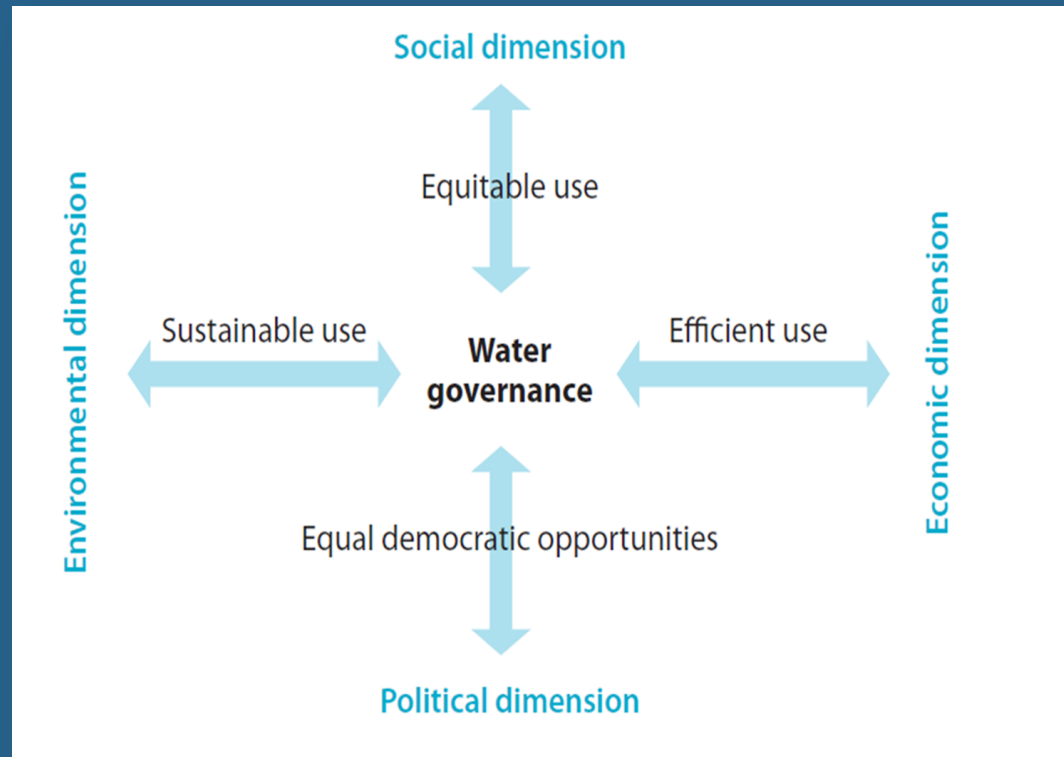 Social dimension
Equitable use
Environmental dimension
Sustainable use
Water
governance
Efficient use
Economic dimension
Equal democratic opportunities
Political dimension